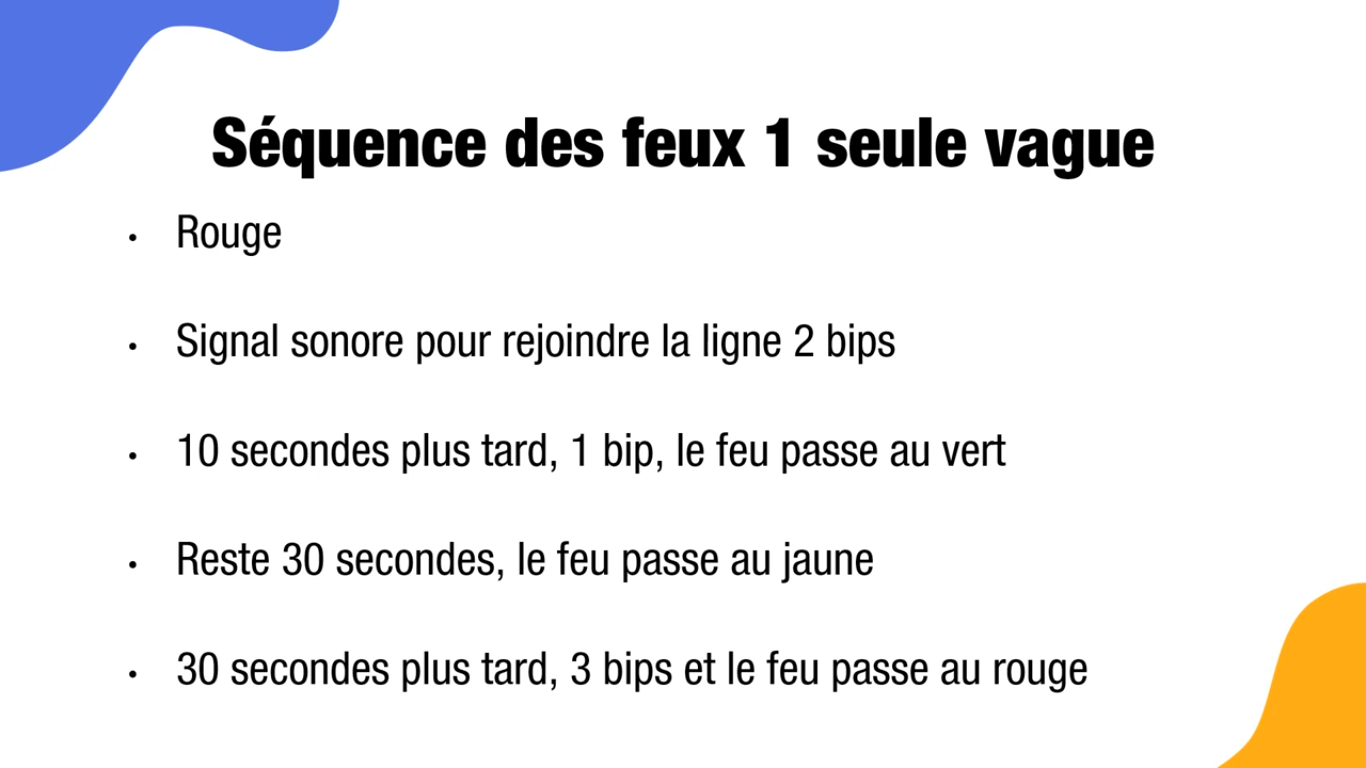 Séquence des feux 1 seule vague
• Rouge
• Signal sonore pour rejoindre la ligne 2 bips
• 10 secondes plus tard, 1 bip, le feu passe au vert
• Reste 30 secondes, le feu passe au jaune
• 30 secondes plus tard, 3 bips et le feu passe au rouge